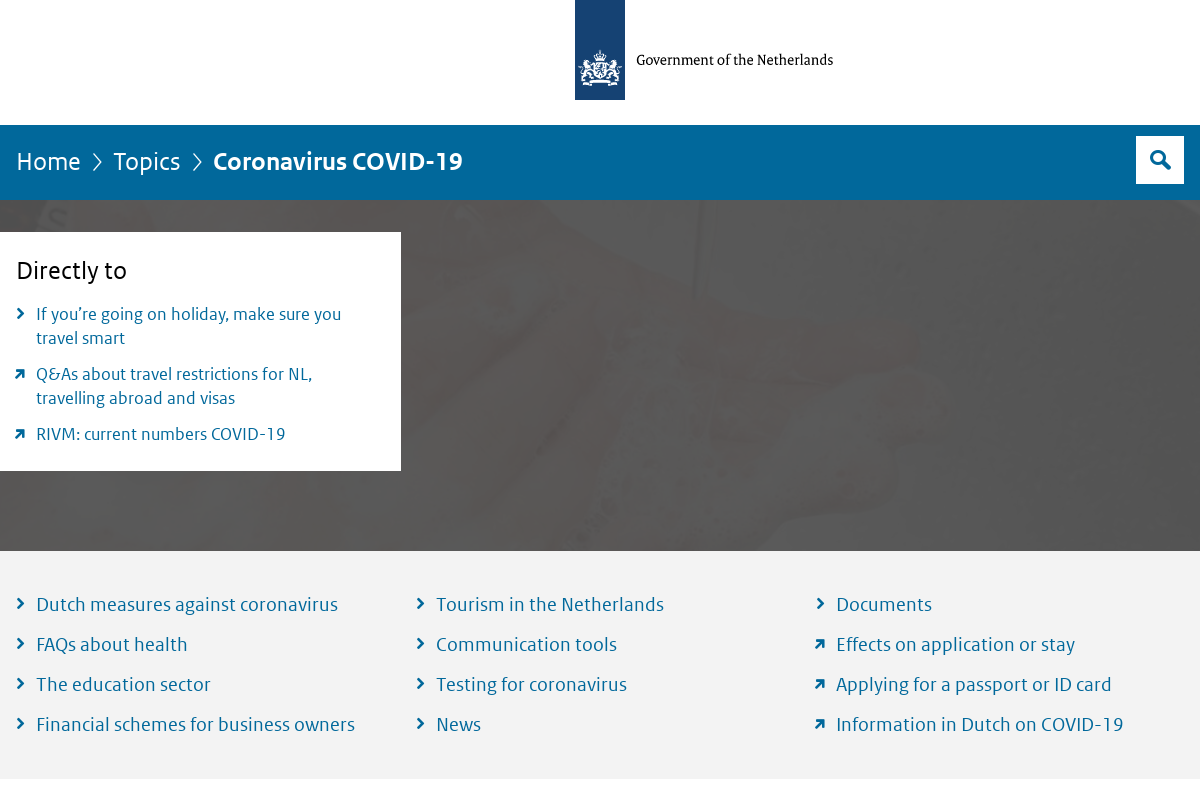 Government of the Netherlands
Home > Topics > Coronavirus COVID-19
Directly to
If you’re going on holiday, make sure you
travel smart
Q&As about travel restrictions for NL,
travelling abroad and visas
RIVM: current numbers COVID-19
Dutch measures against coronavirus
FAQs about health
The education sector
Financial schemes for business owners
Tourism in the Netherlands
Communication tools
Testing for coronavirus
News
Documents
Effects on application or stay
Applying for a passport or ID card
Information in Dutch on COVID-19